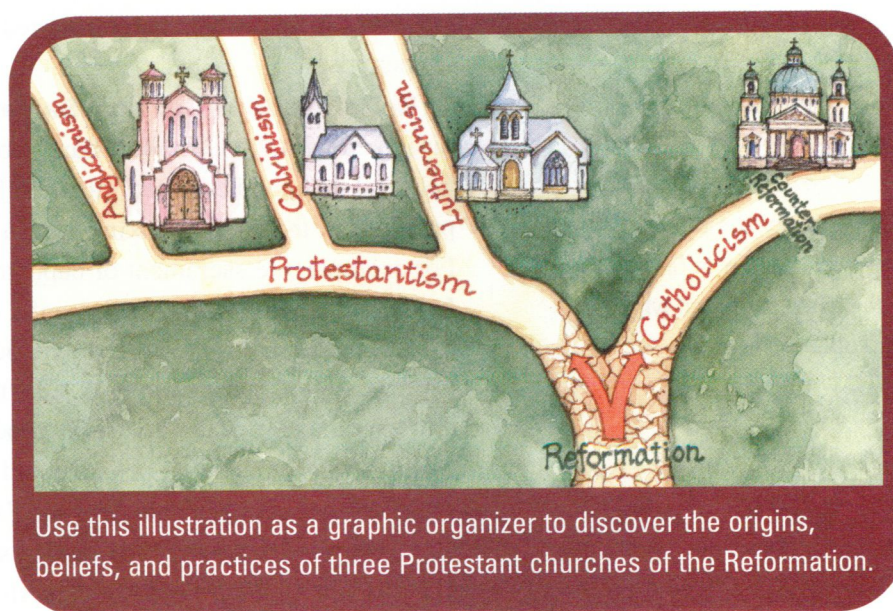 Anglicanism
Calvinism
Lutheranism
Protestantism
Catholicism
Counter-
Reformation
Reformation
Use this illustration as a graphic organizer to discover the origins,
beliefs, and practices of three Protestant churches of the Reformation.